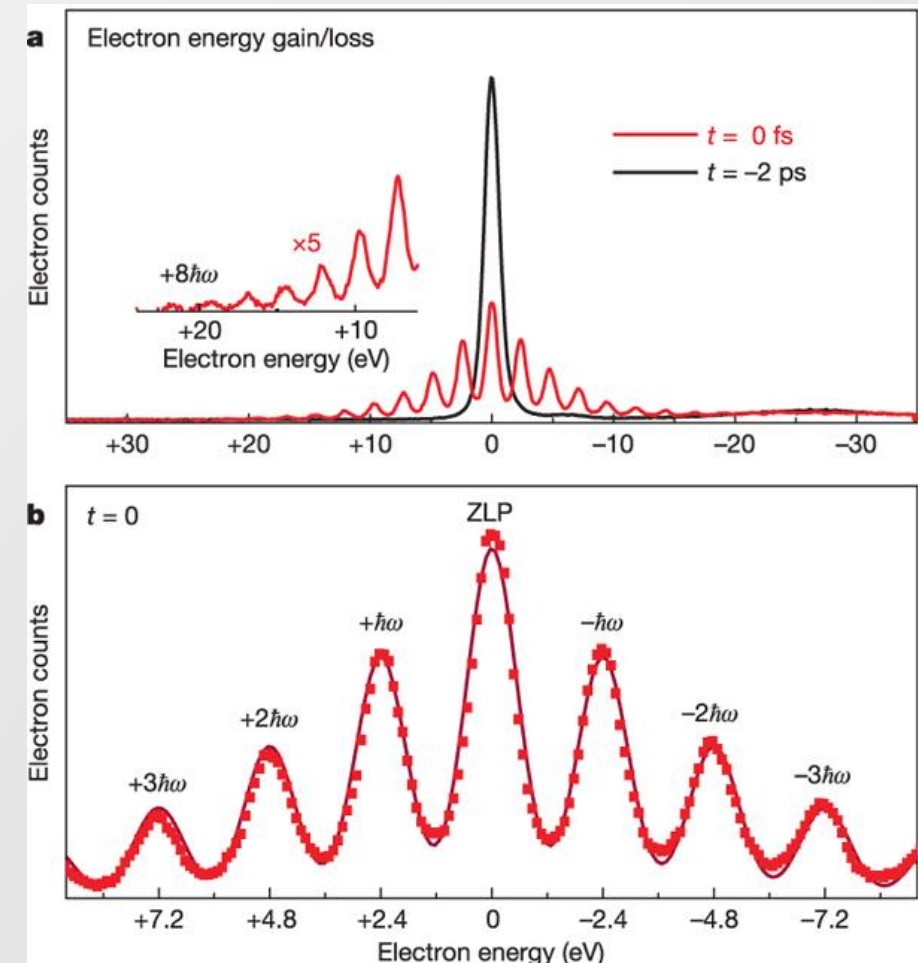 a
Electron energy gain/loss
Electron counts
t = 0 fs
t = –2 ps
×5
+8ℏω
+20 +10
Electron energy (eV)
+30 +20 +10 0 –10 –20 –30
b
t = 0
Electron counts
ZLP
+ℏω
–ℏω
+2ℏω
–2ℏω
+3ℏω
–3ℏω
+7.2 +4.8 +2.4 0 –2.4 –4.8 –7.2
Electron energy (eV)